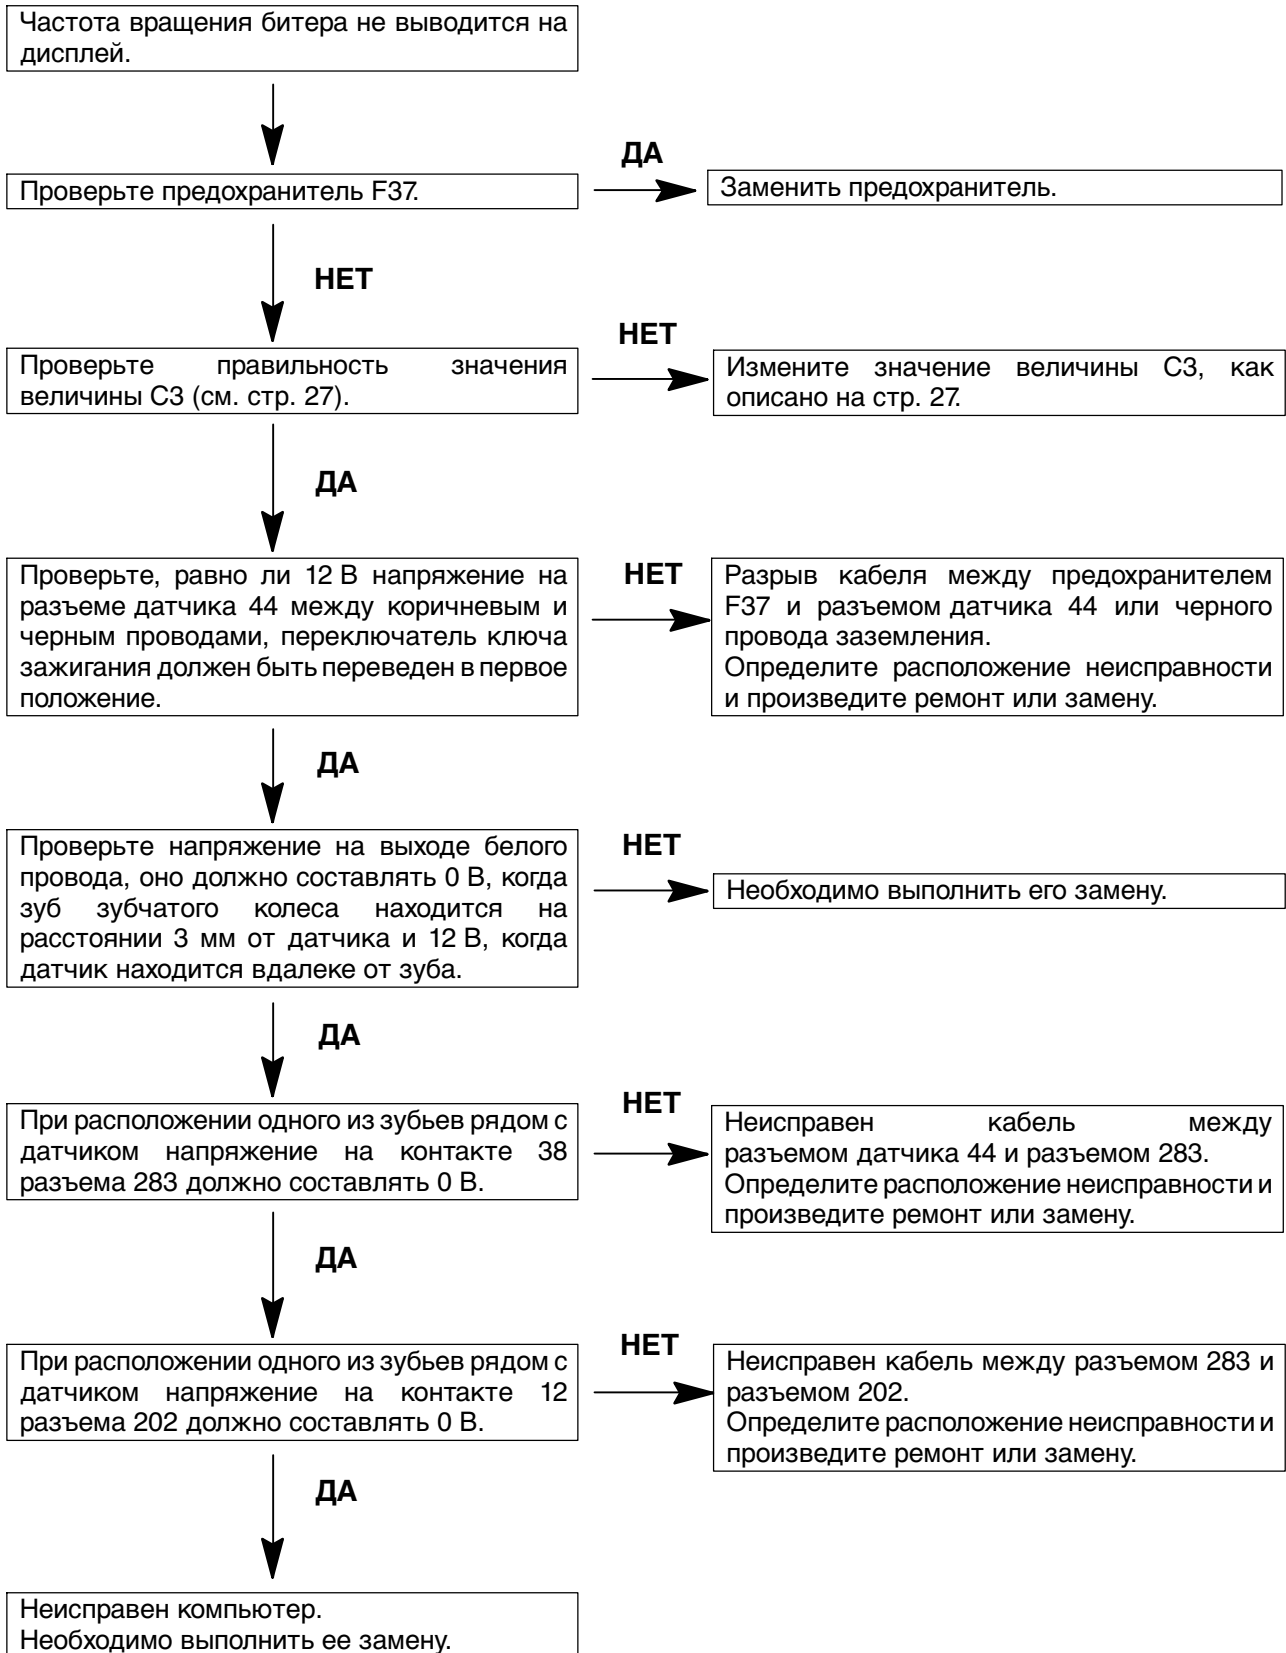 Частота вращения битера не выводится на
дисплей.
ДА
Проверьте предохранитель F37.
Заменить предохранитель.
НЕТ
НЕТ
Проверьте правильность значения
величины С3 (см. стр. 27).
Измените значение величины С3, как
описано на стр. 27.
ДА
Проверьте, равно ли 12 В напряжение на
разъеме датчика 44 между коричневым и
черным проводами, переключатель ключа
зажигания должен быть переведен в первое
положение.
НЕТ
Разрыв кабеля между предохранителем
F37 и разъемом датчика 44 или черного
провода заземления.
Определите расположение неисправности
и произведите ремонт или замену.
ДА
Проверьте напряжение на выходе белого
провода, оно должно составлять 0 В, когда
зуб зубчатого колеса находится на
расстоянии 3 мм от датчика и 12 В, когда
датчик находится вдалеке от зуба.
НЕТ
Необходимо выполнить его замену.
ДА
При расположении одного из зубьев рядом с
датчиком напряжение на контакте 38
разъема 283 должно составлять 0 В.
НЕТ
Неисправен кабель между
разъемом датчика 44 и разъемом 283.
Определите расположение неисправности и
произведите ремонт или замену.
ДА
При расположении одного из зубьев рядом с
датчиком напряжение на контакте 12
разъема 202 должно составлять 0 В.
НЕТ
Неисправен кабель между разъемом 283 и
разъемом 202.
Определите расположение неисправности и
произведите ремонт или замену.
ДА
Неисправен компьютер.
Необходимо выполнить ее замену.